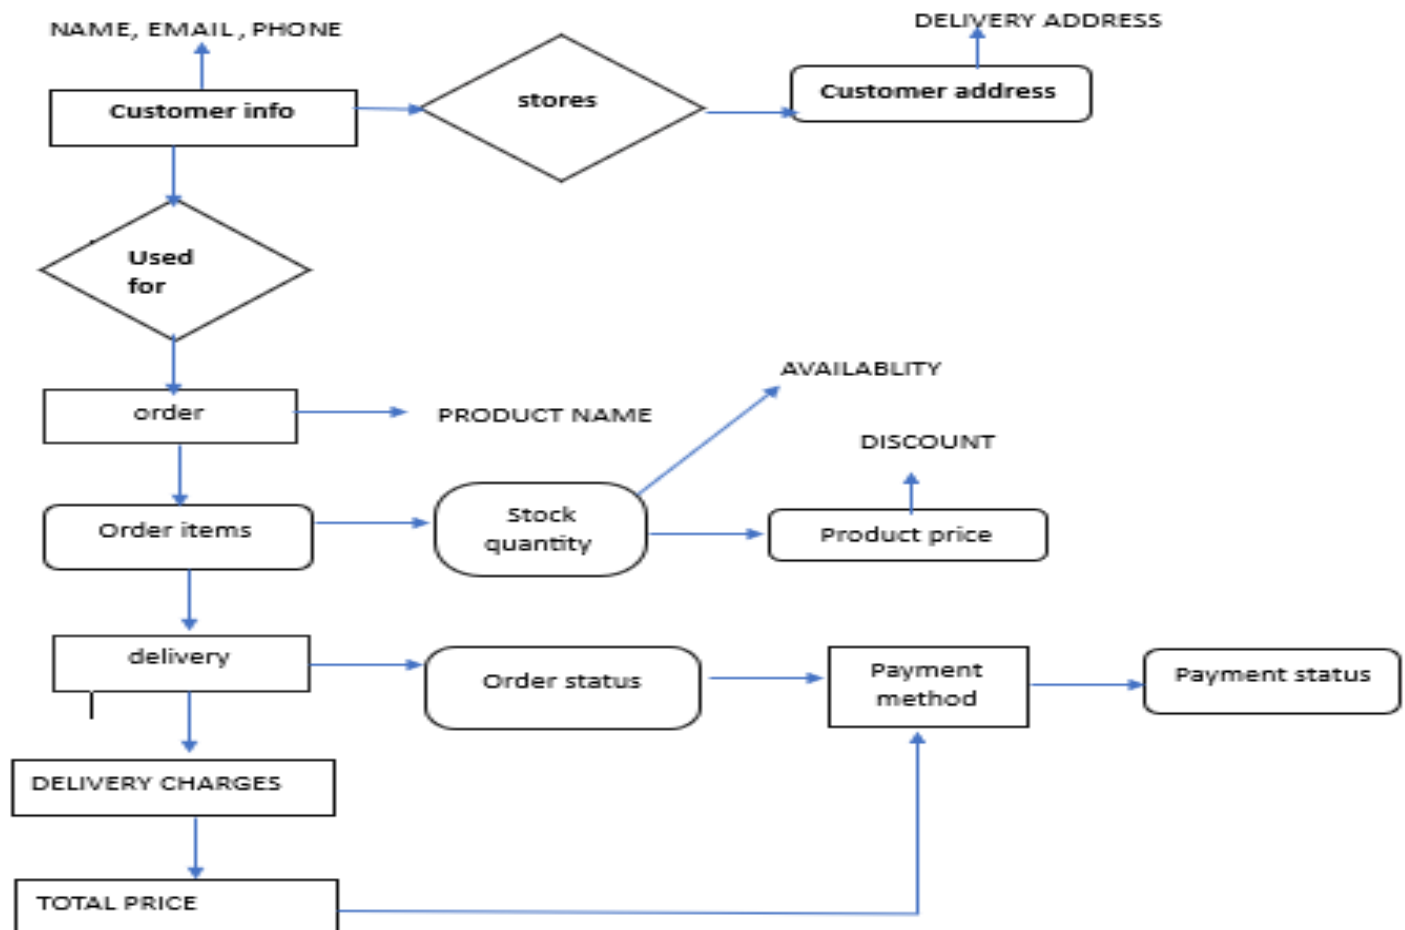 NAME, EMAIL, PHONE
DELIVERY ADDRESS
Customer info
stores
Customer address
Used
for
AVAILABLITY
order
PRODUCT NAME
DISCOUNT
Order items
Stock
quantity
Product price
delivery
Order status
Payment
method
Payment status
DELIVERY CHARGES
TOTAL PRICE